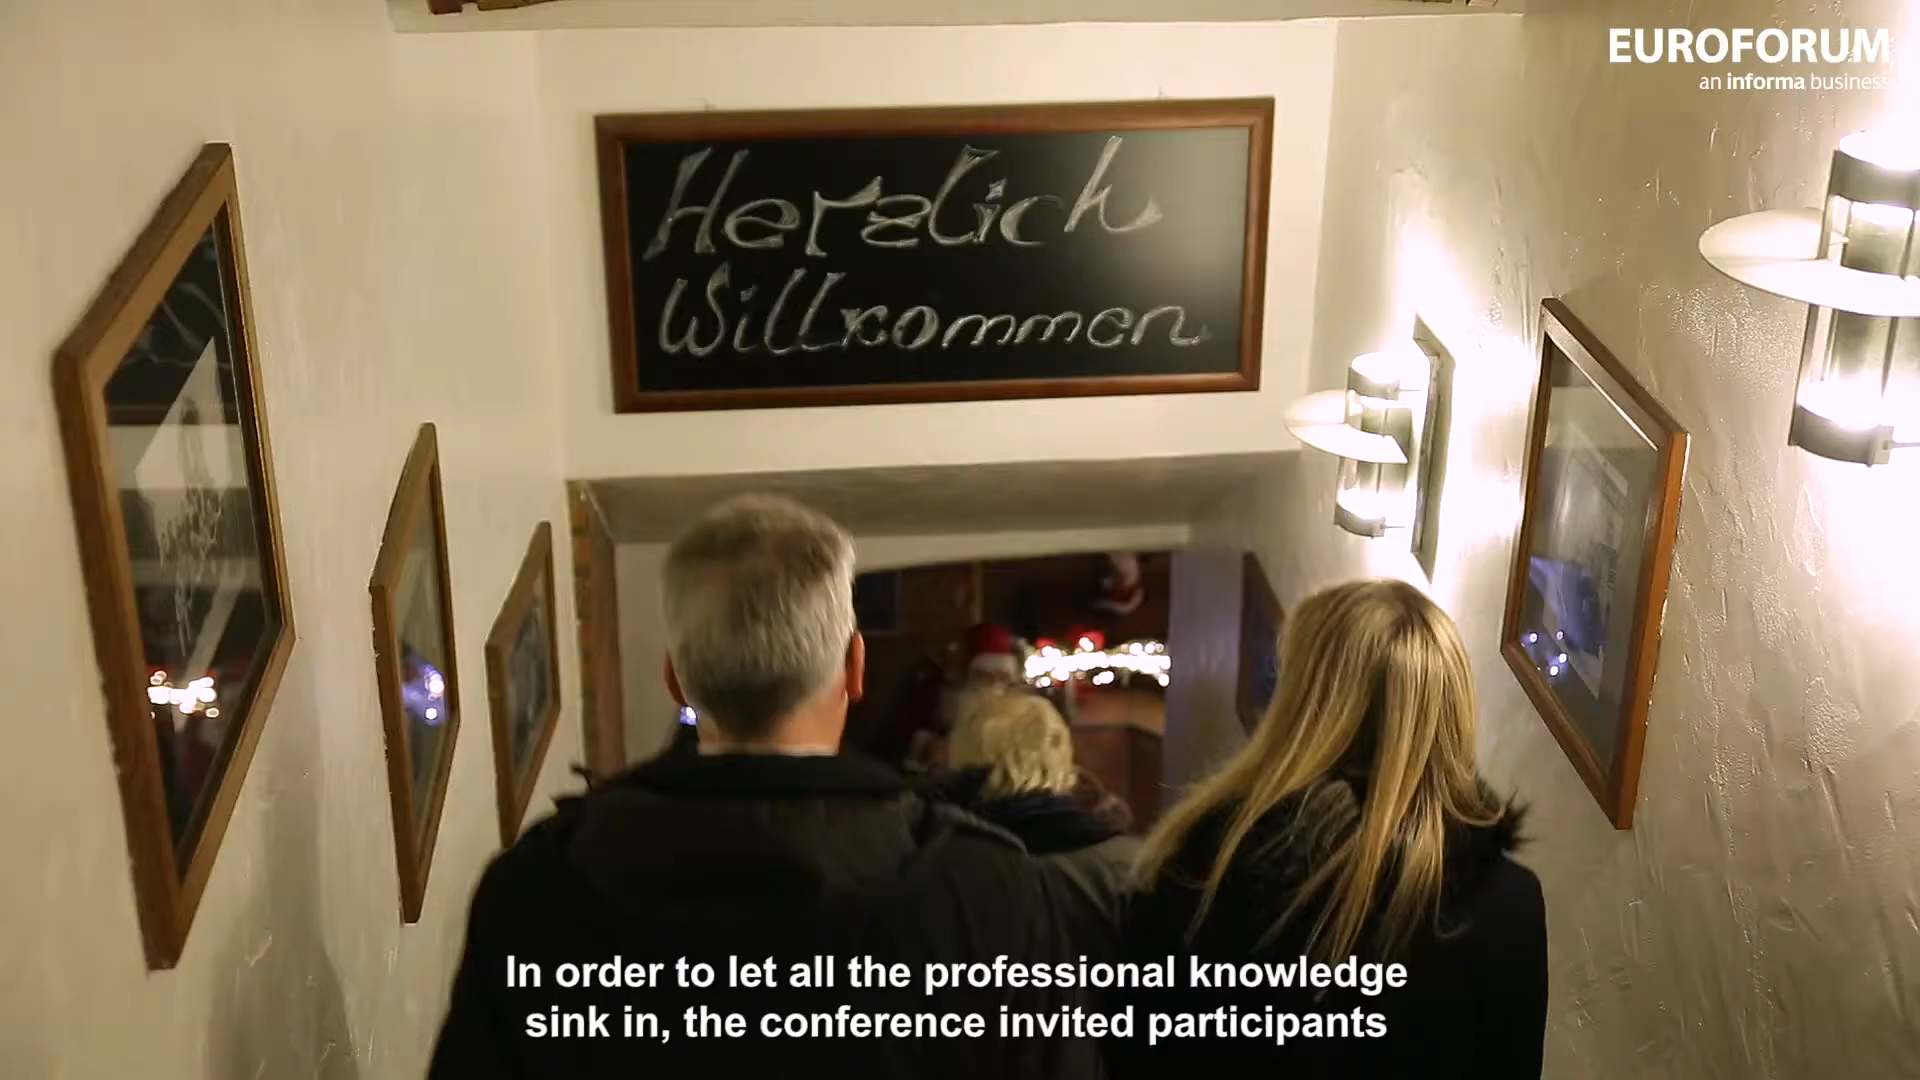 EUROFORUM
an informa business
Herzlich
Willkommen
In order to let all the professional knowledge
sink in, the conference invited participants